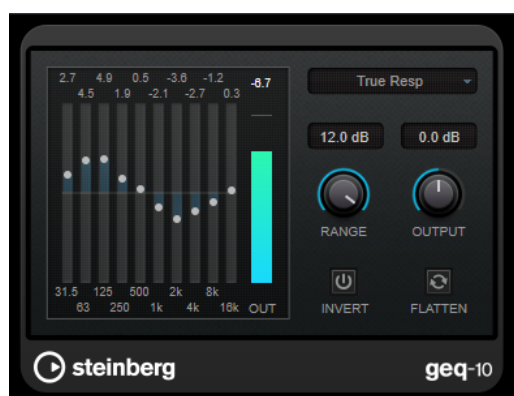 2.7 4.9 0.5 -3.6 -1.2 -6.7
4.5 1.9 -2.1 -2.7 0.3
True Resp
12.0 dB 0.0 dB
RANGE OUTPUT
31.5 125 500 2k 8k
63 250 1k 4k 16k OUT
INVERT FLATTEN
steinberg geq-10